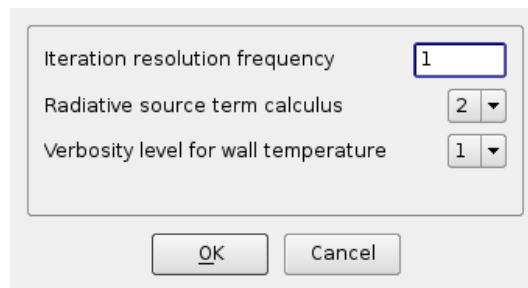 Iteration resolution frequency 1
Radiative source term calculus 2
Verbosity level for wall temperature 1
OK Cancel